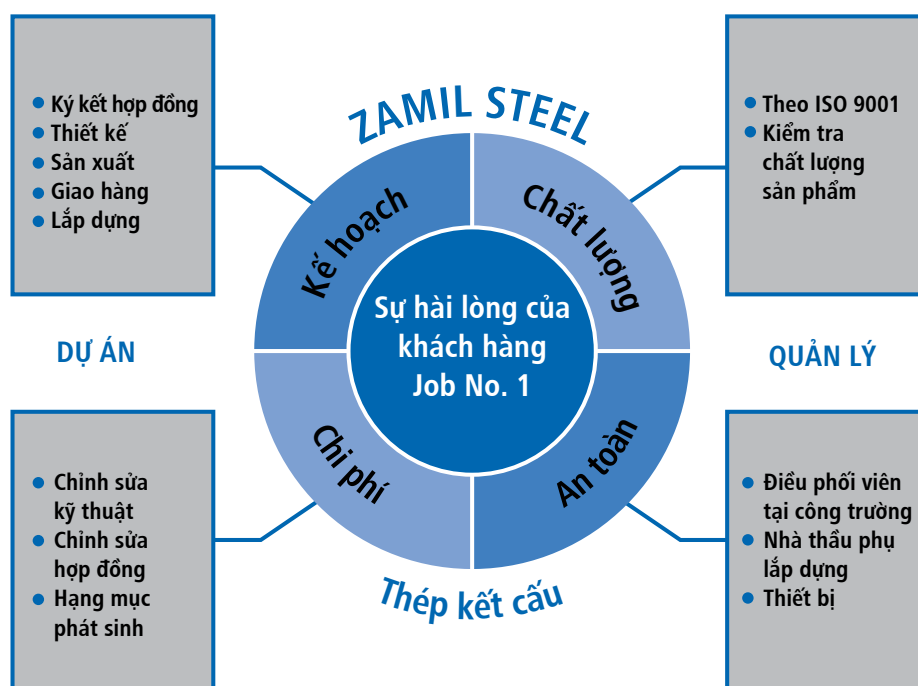 ZAMIL STEEL
Ký kết hợp đồng
Thiết kế
Sản xuất
Giao hàng
Lắp dựng
Theo ISO 9001
Kiểm tra
chất lượng
sản phẩm
Kế hoạch
Chất lượng
Sự hài lòng của
khách hàng
Job No. 1
DỰ ÁN
QUẢN LÝ
Chi phí
An toàn
Chỉnh sửa
kỹ thuật
Chỉnh sửa
hợp đồng
Hạng mục
phát sinh
Điều phối viên
tại công trường
Nhà thầu phụ
lắp dựng
Thiết bị
Thép kết cấu